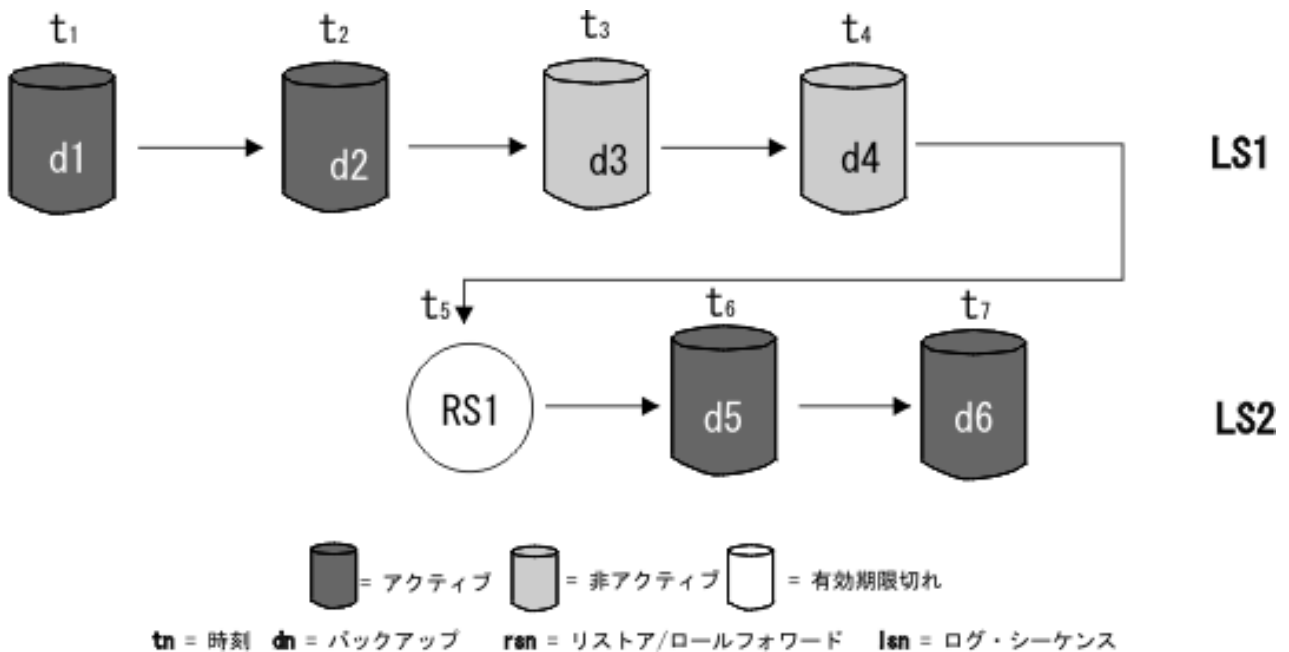 t1 t2 t3 t4
d1 d2 d3 d4 LS1
t5 t6 t7
RS1 d5 d6 LS2
= アクティブ = 非アクティブ = 有効期限切れ
tn = 時刻 dn = バックアップ rsn = リストア/ロールフォワード lsn = ログ・シーケンス